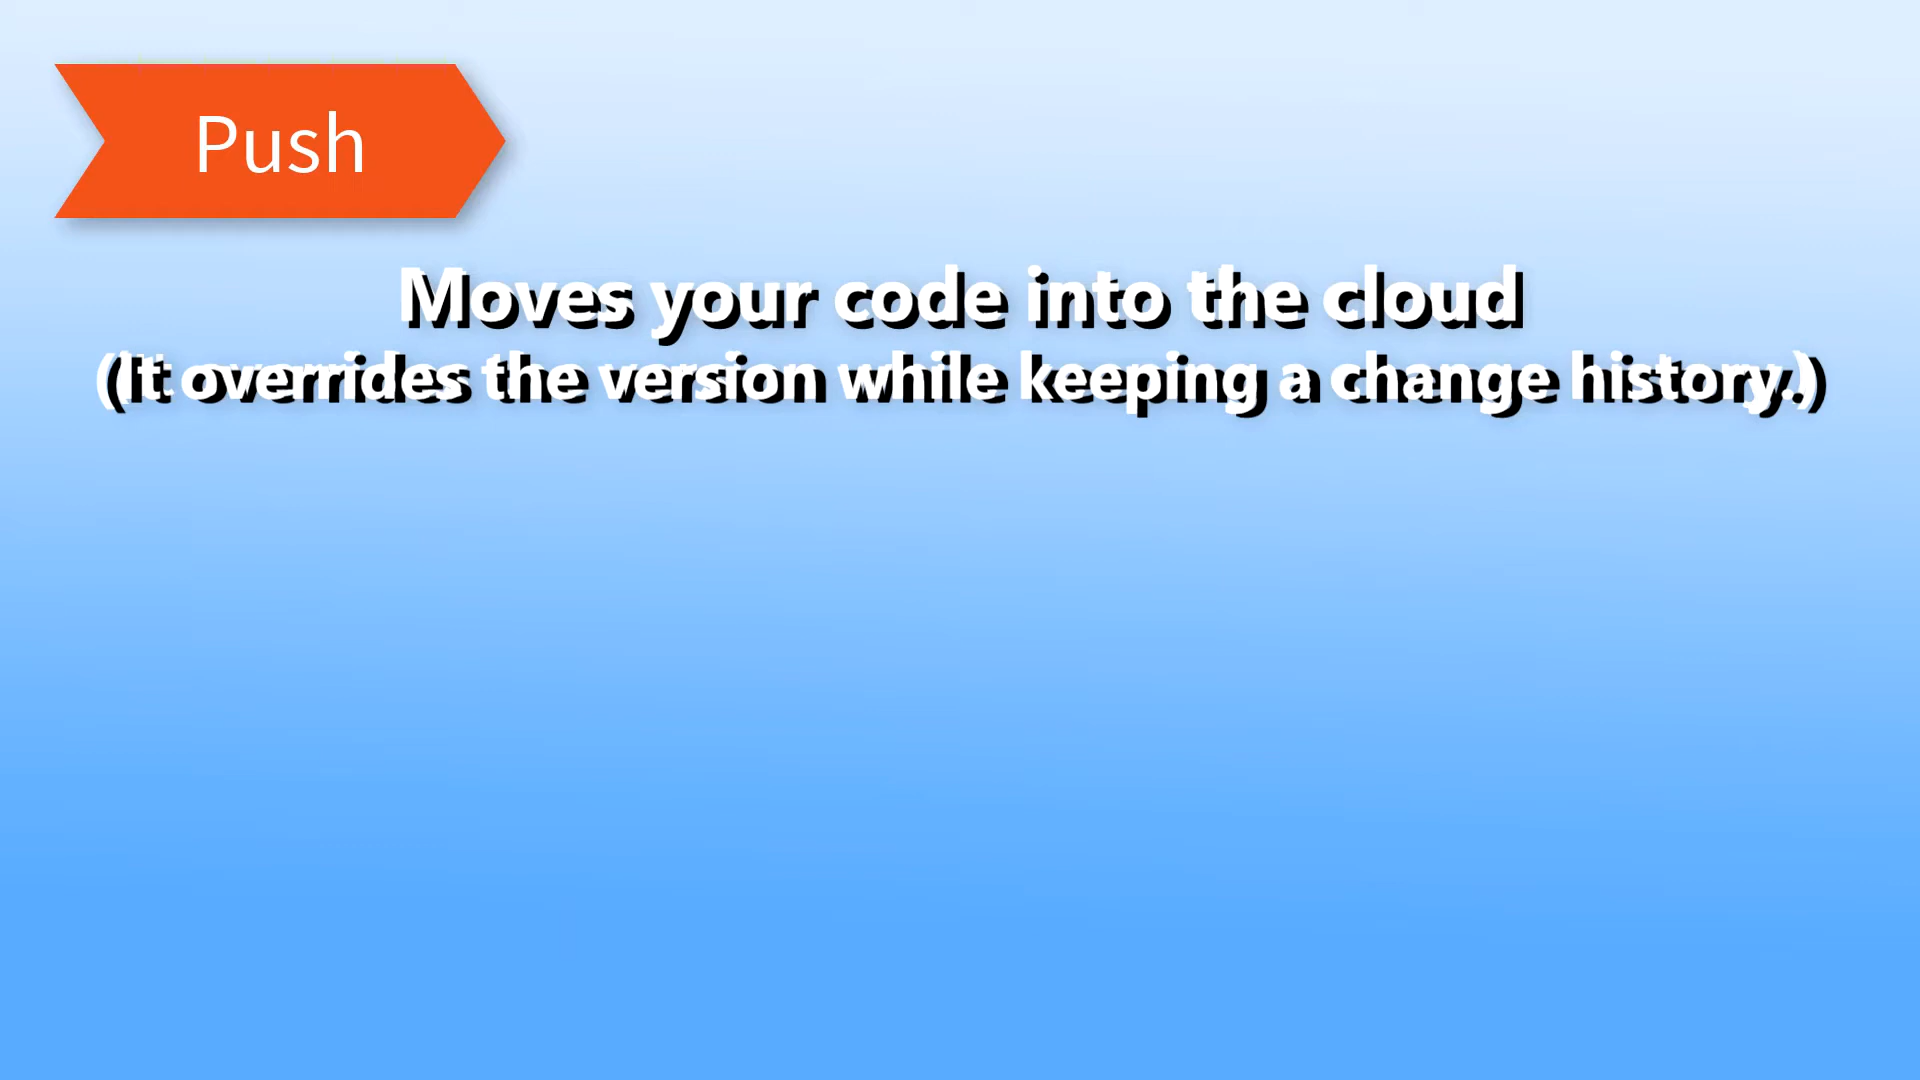 Push
Moves your code into the cloud
(It overrides the version while keeping a change history.)